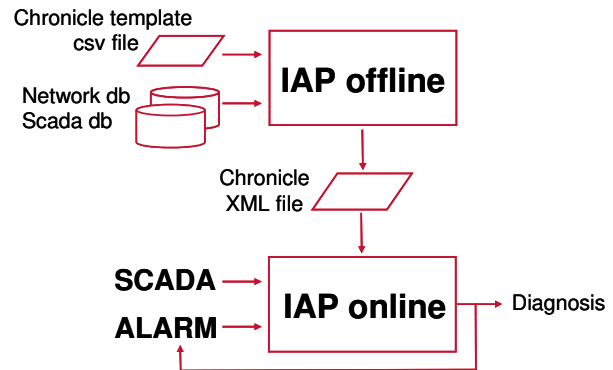 Chronicle template
csv file
IAP offline
Network db
Scada db
Chronicle
XML file
SCADA
IAP online
Diagnosis
ALARM